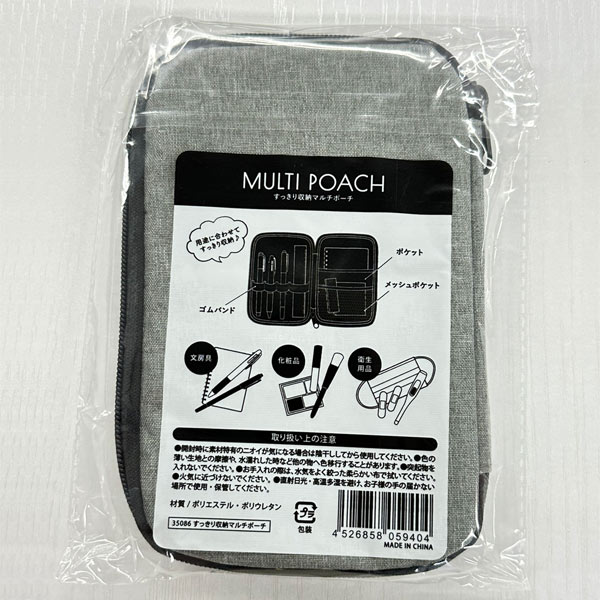 MULTI POACH
すっきり収納マルチポーチ
用途に合わせて
すっきり収納♪
ポケット
メッシュポケット
ゴムバンド
文房具
化粧品
衛生
用品
取り扱い上の注意
●開封時に素材特有のニオイが気になる場合は陰干ししてから使用してください。●色の
薄い生地との摩擦や、水濡れした時など他の物へ色移行することがあります。●突起物を
入れないでください。●お手入れの際は、水気をよく絞った柔らかい布で拭いてください。
●火気に近づけないでください。●直射日光・高温多湿を避け、お子様の手の届かない
場所で使用・保管してください。
材質/ポリエステル・ポリウレタン
35086 すっきり収納マルチポーチ
プラ
包装
4 526858 059404
MADE IN CHINA